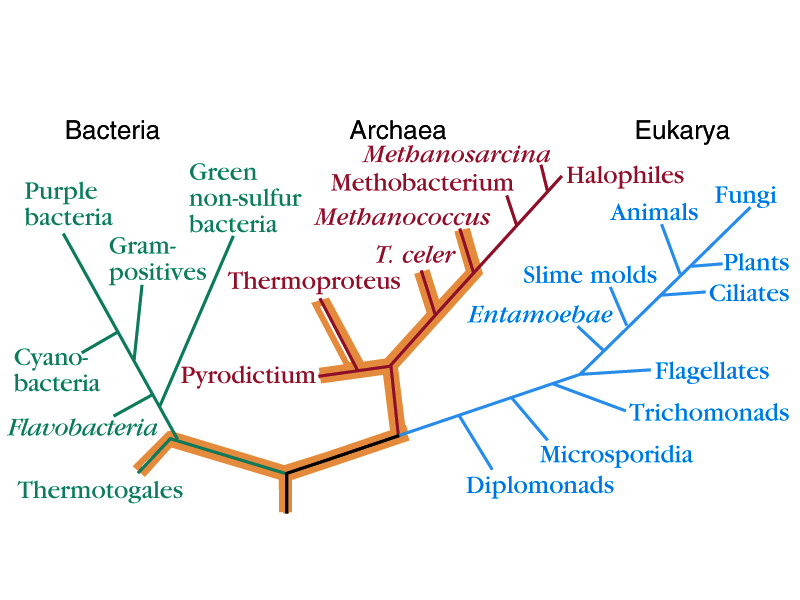 Bacteria
Archaea
Eukarya
Methanosarcina
Green
non-sulfur
bacteria
Methobacterium
Halophiles
Purple
bacteria
Fungi
Methanococcus
Animals
Gram-
positives
T. celer
Thermoproteus
Plants
Slime molds
Ciliates
Entamoebae
Cyano-
bacteria
Pyrodictium
Flagellates
Trichomonads
Flavobacteria
Microsporidia
Thermotogales
Diplomonads